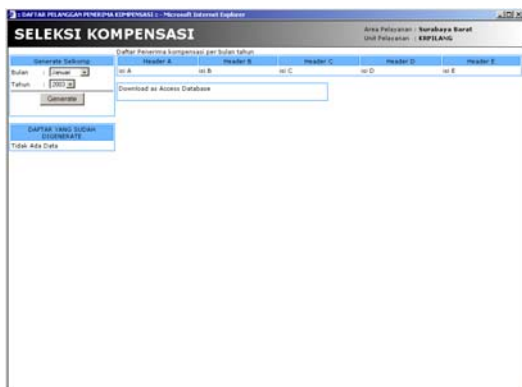 : DAFTAR PELANGGAN PENERIMA KOMPENSASI : - Microsoft Internet Explorer
SELEKSI KOMPENSASI
Area Pelayanan : Surabaya Barat
Unit Pelayanan :
Generate Selkomp
Bulan : Januari
Tahun : 2003
Generate
DAFTAR YANG SUDAH
DIGENERATE
Tidak Ada Data
Daftar Penerima kompensasi per bulan tahun
Header A Header B Header C Header D Header E
isi A isi B isi C isi D isi E
Download as Access Database